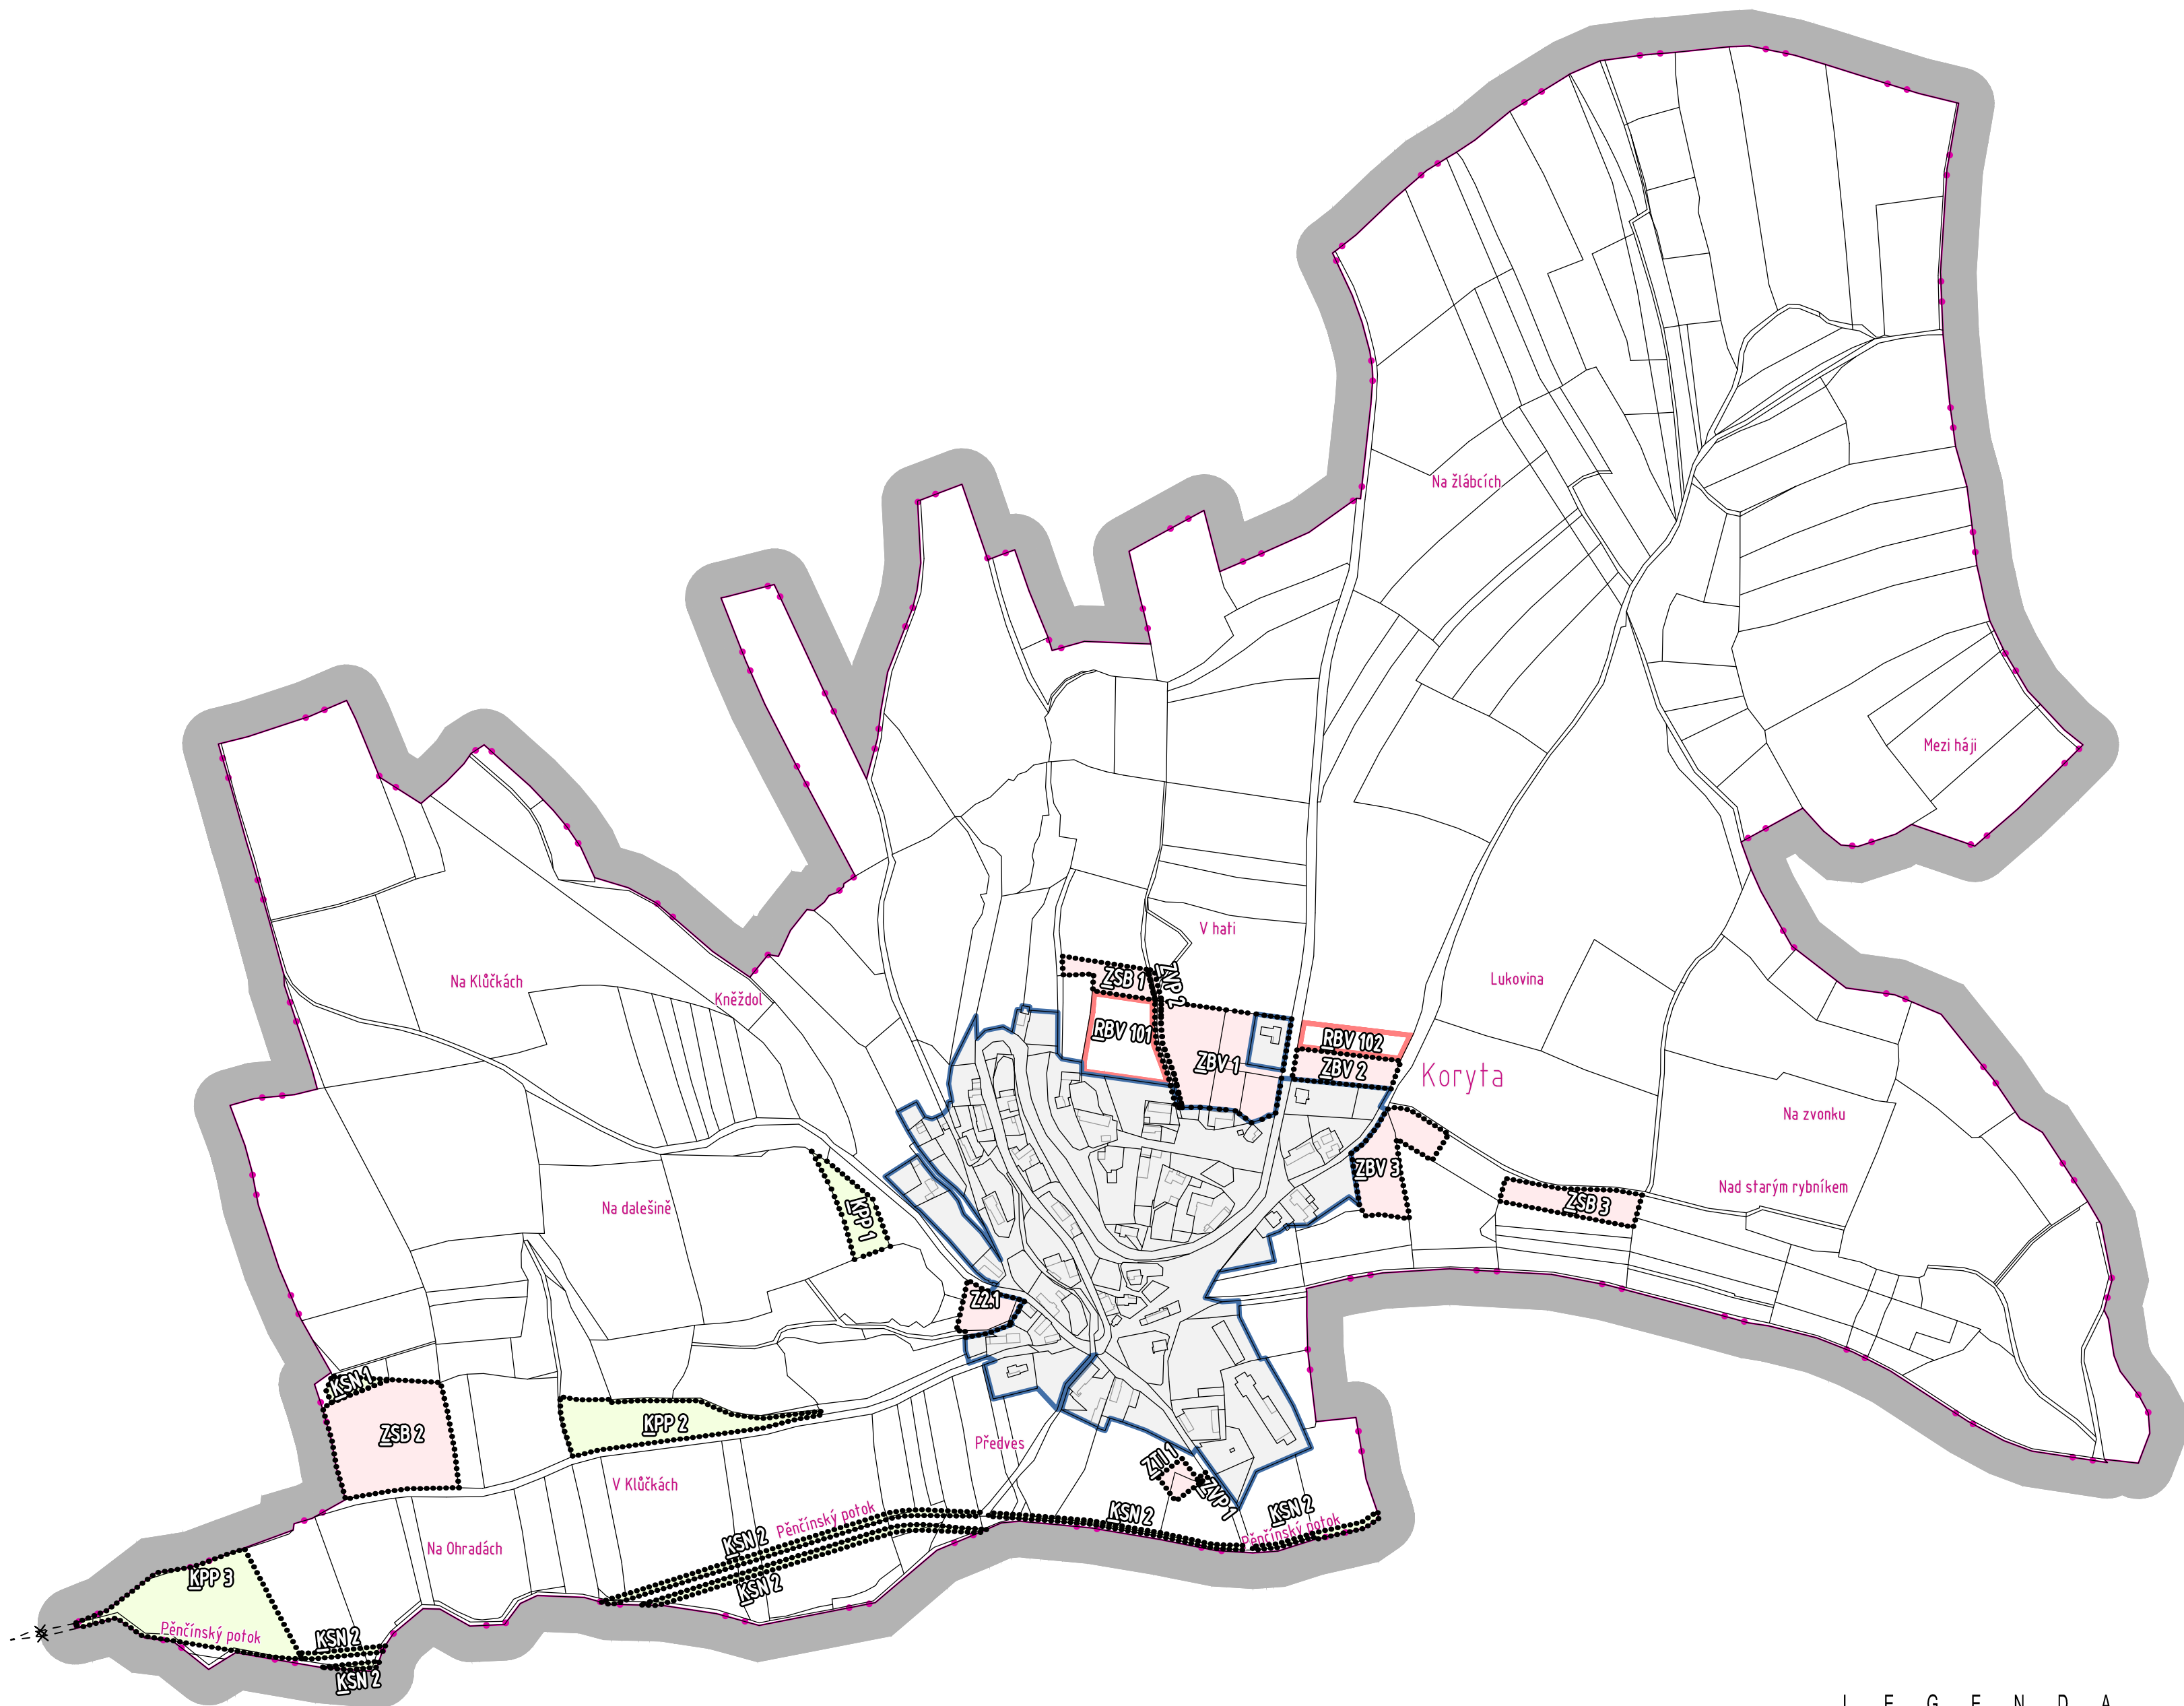 Na žlábcích
Mezi háji
V hati
Na Klůčkách
Kněždol
Lukovina
ZSB 1
ZVP 2
RBV 101
RBV 102
ZBV 1
ZBV 2
Koryta
Na zvonku
ZBV 3
Nad starým rybníkem
ZSB 3
Na dalešině
KPP 1
Z2.1
KSN 1
ZSB 2
KPP 2
Předves
V Klůčkách
ZTI 1
ZVP 1
KSN 2
KSN 2
Pěnčínský potok
Pěnčínský potok
KSN 2
Na Ohradách
KPP 3
KSN 2
Pěnčínský potok
KSN 2
KSN 2
L E G E N D A